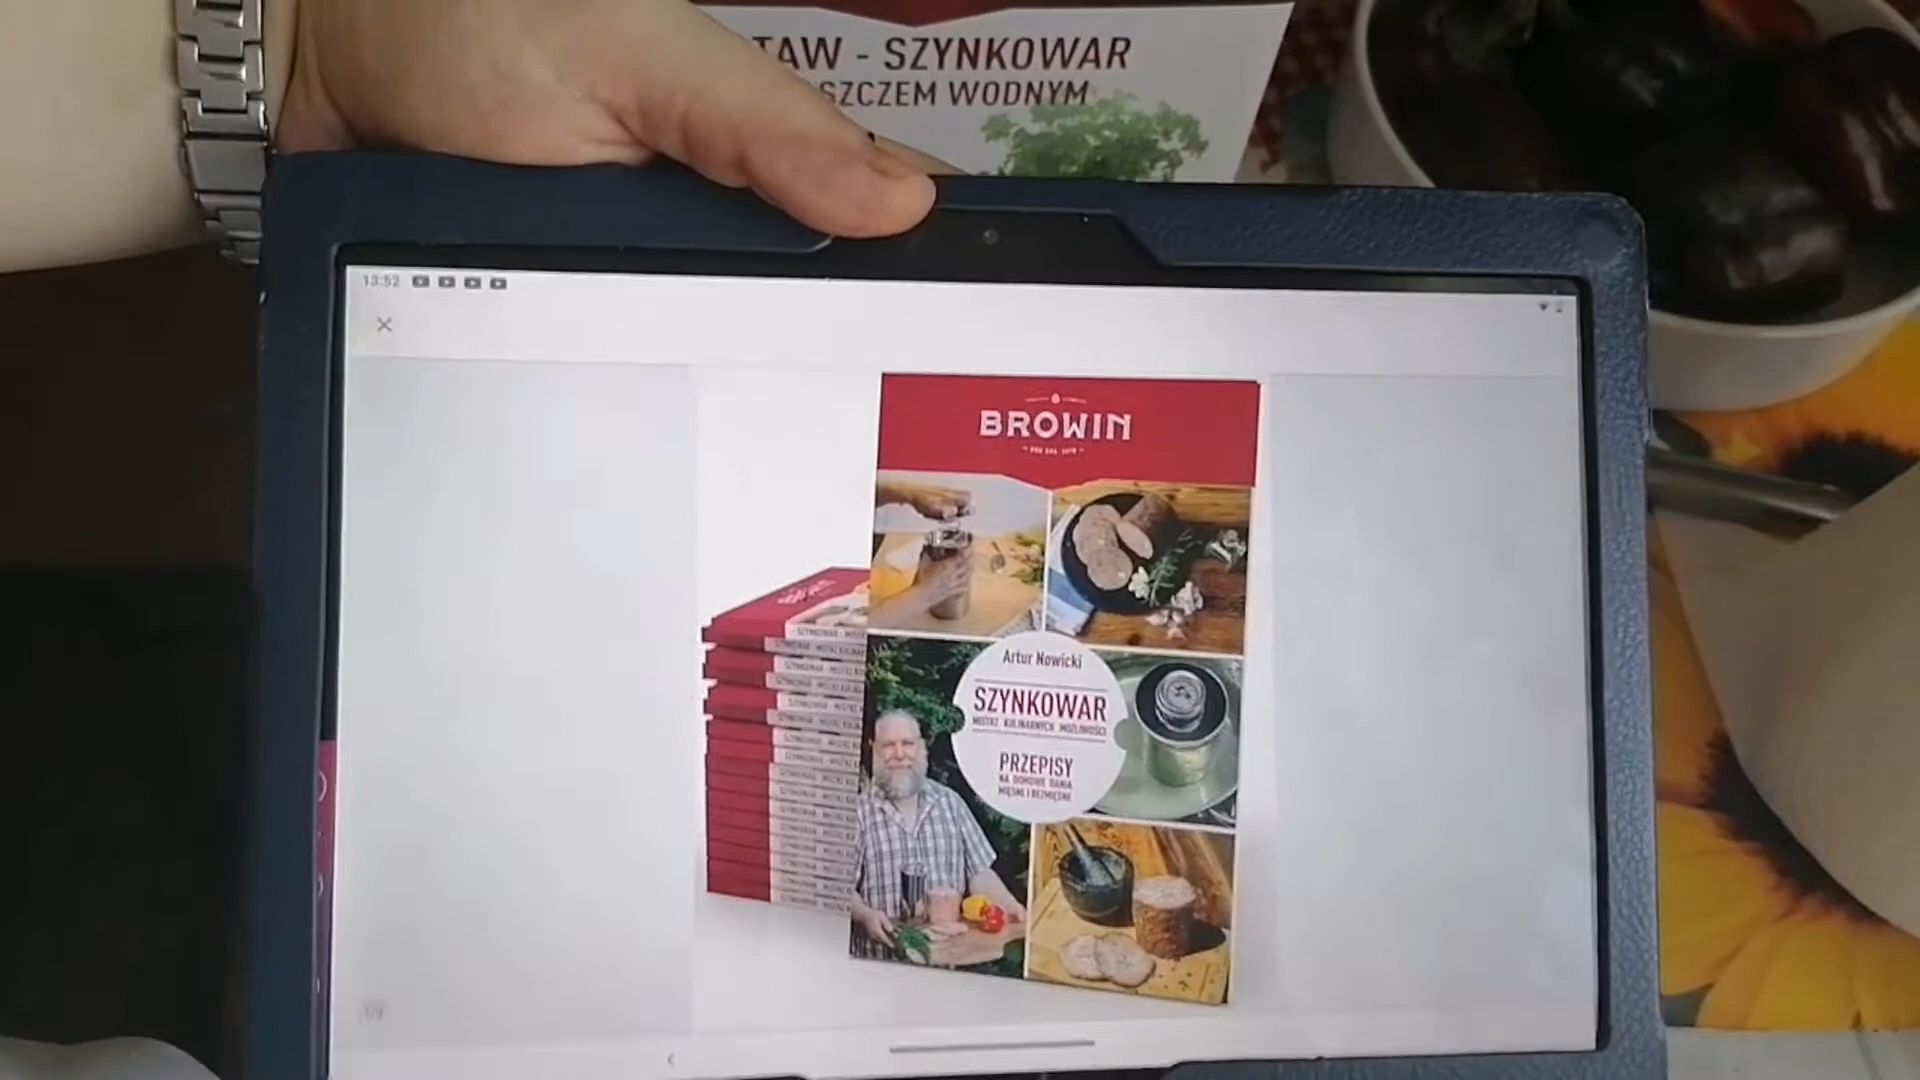 TAW - SZYNKOWAR
SZCZEM WODNYM
13:52
BROWIN
Artur Nowicki
SZYNKOWAR
MISTRZ KULINARNYCH MOŻLIWOŚCI
PRZEPISY
NA DOMOWE DANIA
MIĘSNE I BEZMIĘSNE